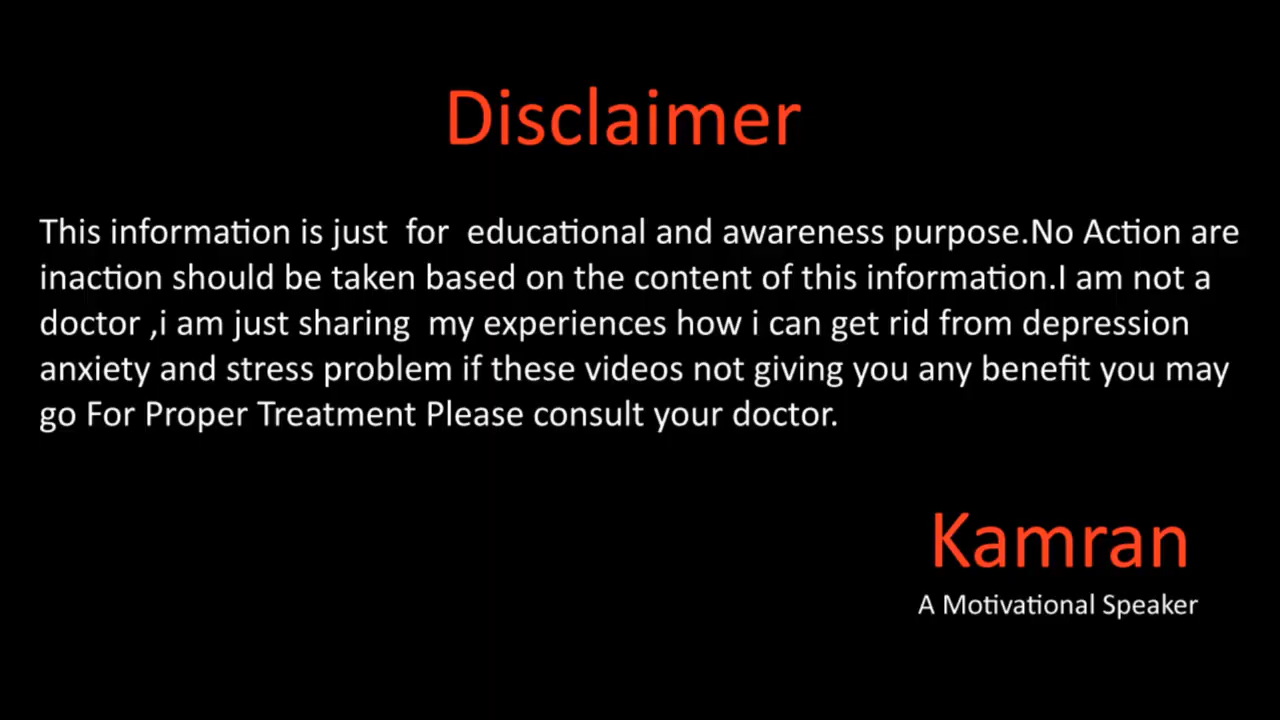 Disclaimer
This information is just  for  educational and awareness purpose.No Action are
inaction should be taken based on the content of this information.I am not a
doctor ,i am just sharing  my experiences how i can get rid from depression
anxiety and stress problem if these videos not giving you any benefit you may
go For Proper Treatment Please consult your doctor.
Kamran
A Motivational Speaker